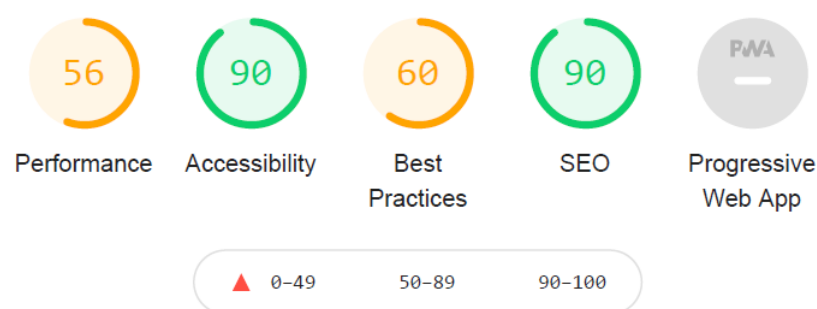 56 90 60 90 PWA
Performance Accessibility Best Practices SEO Progressive Web App
0–49 50–89 90–100